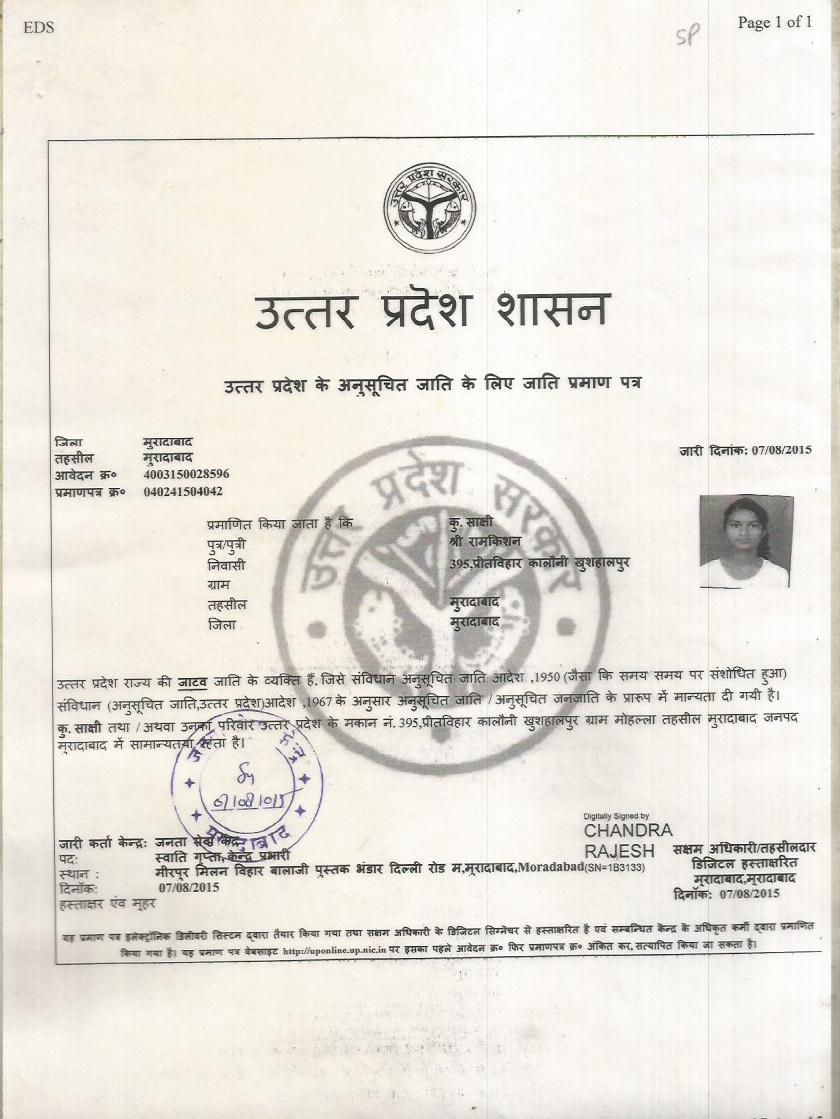 EDS
SP
Page 1 of 1
उत्तर प्रदेश सरकार
उत्तर प्रदेश शासन
उत्तर प्रदेश के अनुसूचित जाति के लिए जाति प्रमाण पत्र
जिला मुरादाबाद
तहसील मुरादाबाद
जारी दिनांक: 07/08/2015
आवेदन क्र० 4003150028596
प्रमाणपत्र क्र० 040241504042
उत्तर प्रदेश सरकार
प्रमाणित किया जाता है कि कु. साक्षी
पुत्र/पुत्री श्री रामकिशन
निवासी 395,प्रीतविहार कालौनी खुशहालपुर
ग्राम
तहसील मुरादाबाद
जिला मुरादाबाद
उत्तर प्रदेश राज्य की जाटव जाति के व्यक्ति हैं. जिसे संविधान अनुसूचित जाति आदेश ,1950 (जैसा कि समय समय पर संशोधित हुआ)
संविधान (अनुसूचित जाति,उत्तर प्रदेश)आदेश ,1967 के अनुसार अनुसूचित जाति / अनुसूचित जनजाति के प्रारूप में मान्यता दी गयी है।
कु. साक्षी तथा / अथवा उनका परिवार उत्तर प्रदेश के मकान नं. 395,प्रीतविहार कालौनी खुशहालपुर ग्राम मोहल्ला तहसील मुरादाबाद जनपद
मुरादाबाद में सामान्यतया रहता है।
Digitally Signed by
CHANDRA
RAJESH
(SN=1B3133)
जारी कर्ता केन्द्र: जनता सेवा केंद्र
पद: स्वाति गुप्ता,केन्द्र प्रभारी
स्थान : मीरपुर मिलन विहार बालाजी पुस्तक भंडार दिल्ली रोड म,मुरादाबाद,Moradabad
दिनॉक: 07/08/2015
हस्ताक्षर एंव मुहर
सक्षम अधिकारी/तहसीलदार
डिजिटल हस्ताक्षरित
मुरादाबाद,मुरादाबाद
दिनॉक: 07/08/2015
यह प्रमाण पत्र इलेक्ट्रॉनिक डिलीवरी सिस्टम द्वारा तैयार किया गया तथा सक्षम अधिकारी के डिजिटल सिग्नेचर से हस्ताक्षरित है एवं सम्बन्धित केन्द्र के अधिकृत कर्मी द्वारा प्रमाणित
किया गया है। यह प्रमाण पत्र वेबसाइट http://uponline.up.nic.in पर इसका पहले आवेदन क्र० फिर प्रमाणपत्र क्र० अंकित कर, सत्यापित किया जा सकता है।